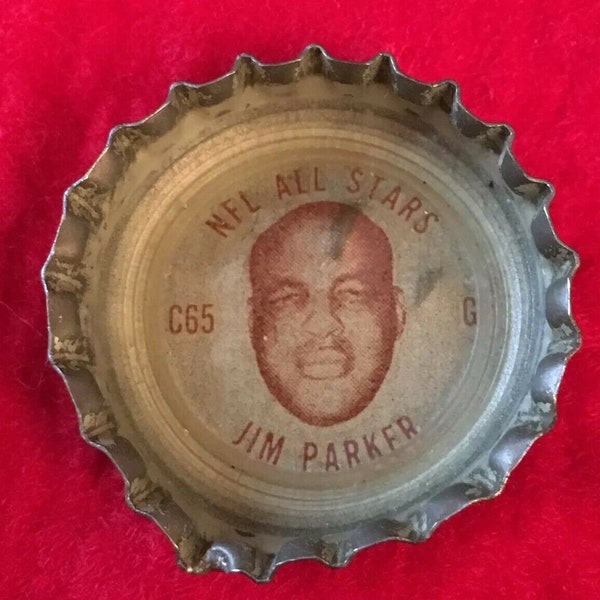 NFL ALL STARS
C65
G
JIM PARKER